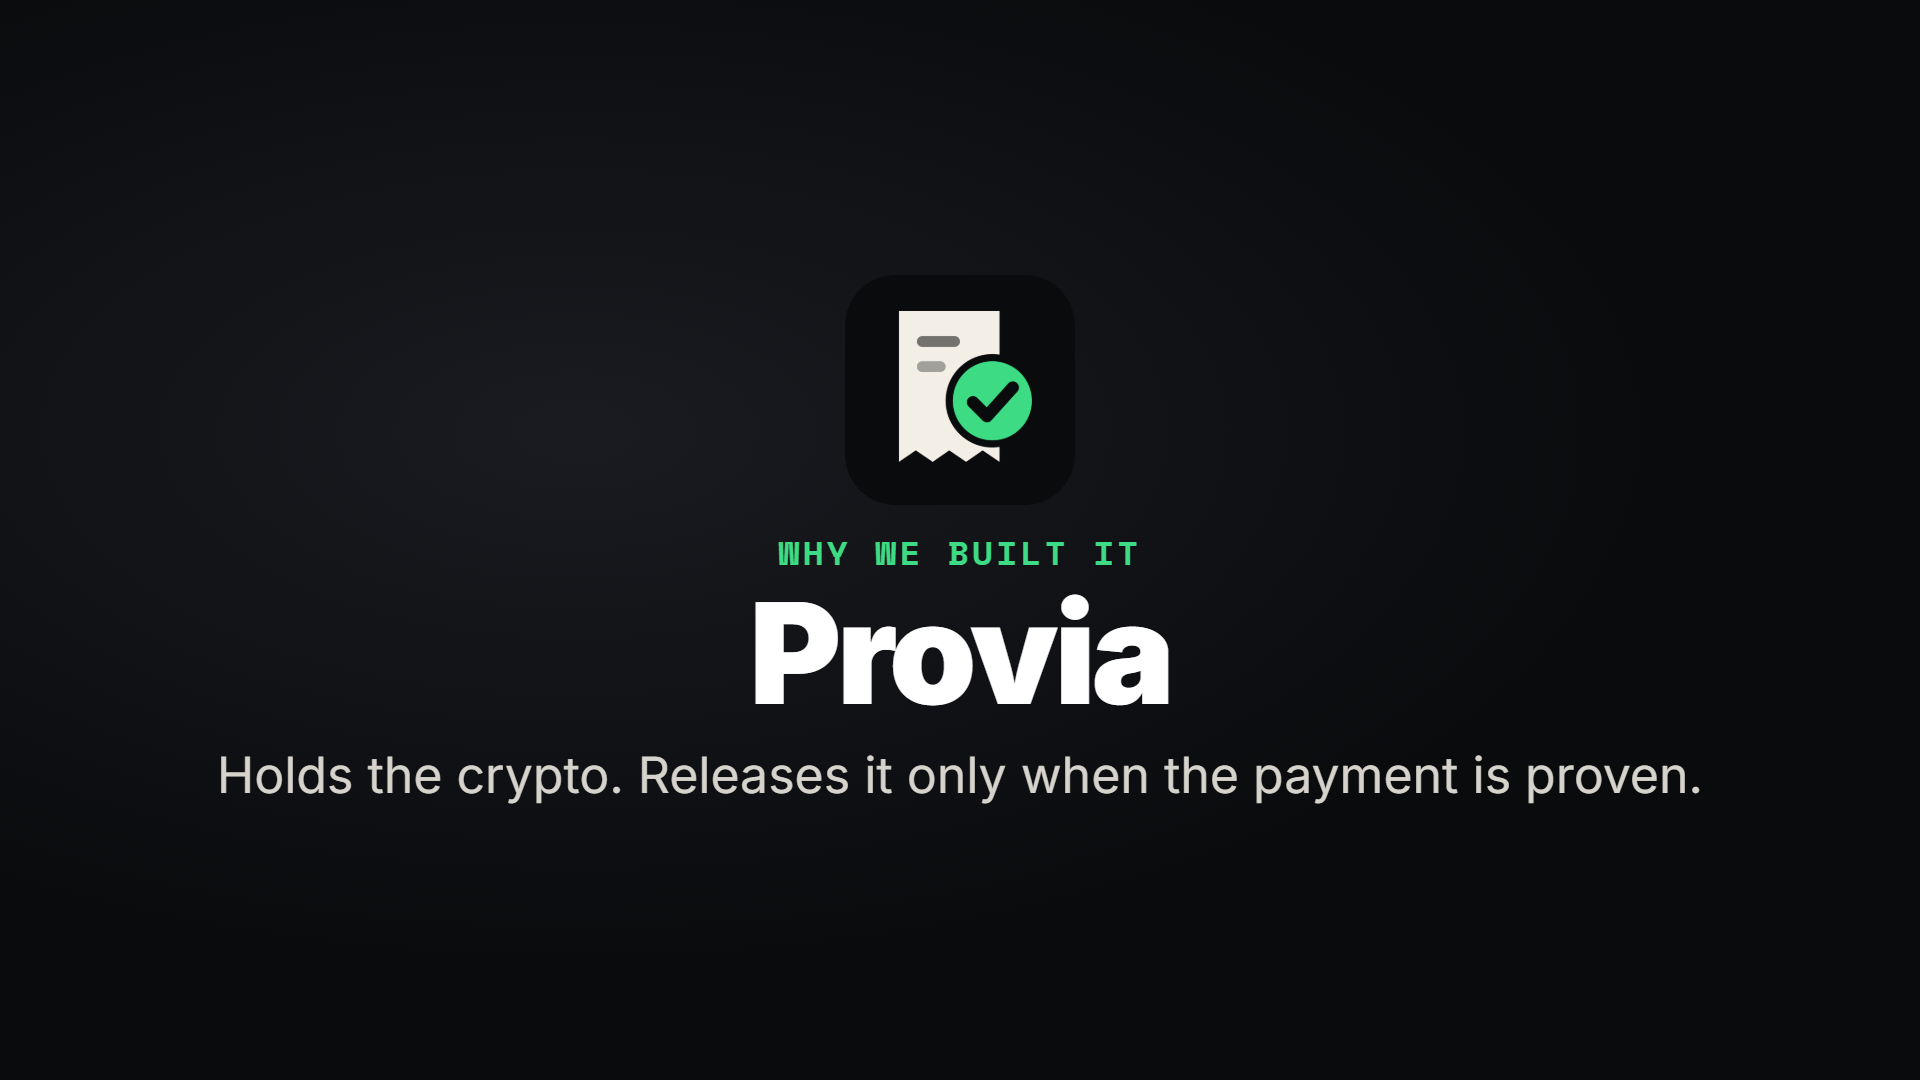 WHY WE BUILT IT
Provia
Holds the crypto. Releases it only when the payment is proven.